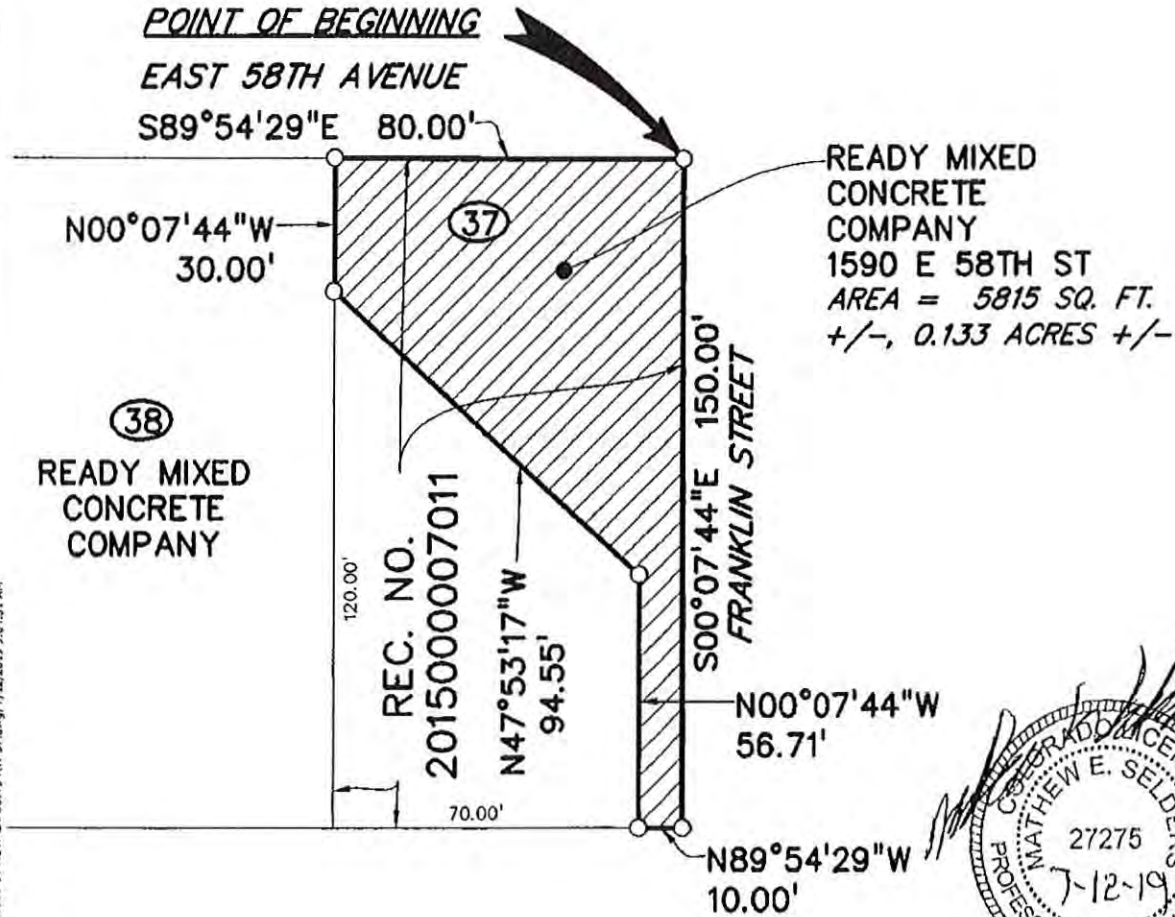 POINT OF BEGINNING
EAST 58TH AVENUE
S89°54'29"E 80.00'
READY MIXED
CONCRETE
COMPANY
1590 E 58TH ST
AREA = 5815 SQ. FT.
+/-, 0.133 ACRES +/-
N00°07'44"W
30.00'
37
38
READY MIXED
CONCRETE
COMPANY
120.00'
REC. NO.
2015000007011
N47°53'17"W
94.55'
S00°07'44"E 150.00'
FRANKLIN STREET
N00°07'44"W
56.71'
70.00'
N89°54'29"W
10.00'
COLORADO
MATHEW E.
27275
7-12-19